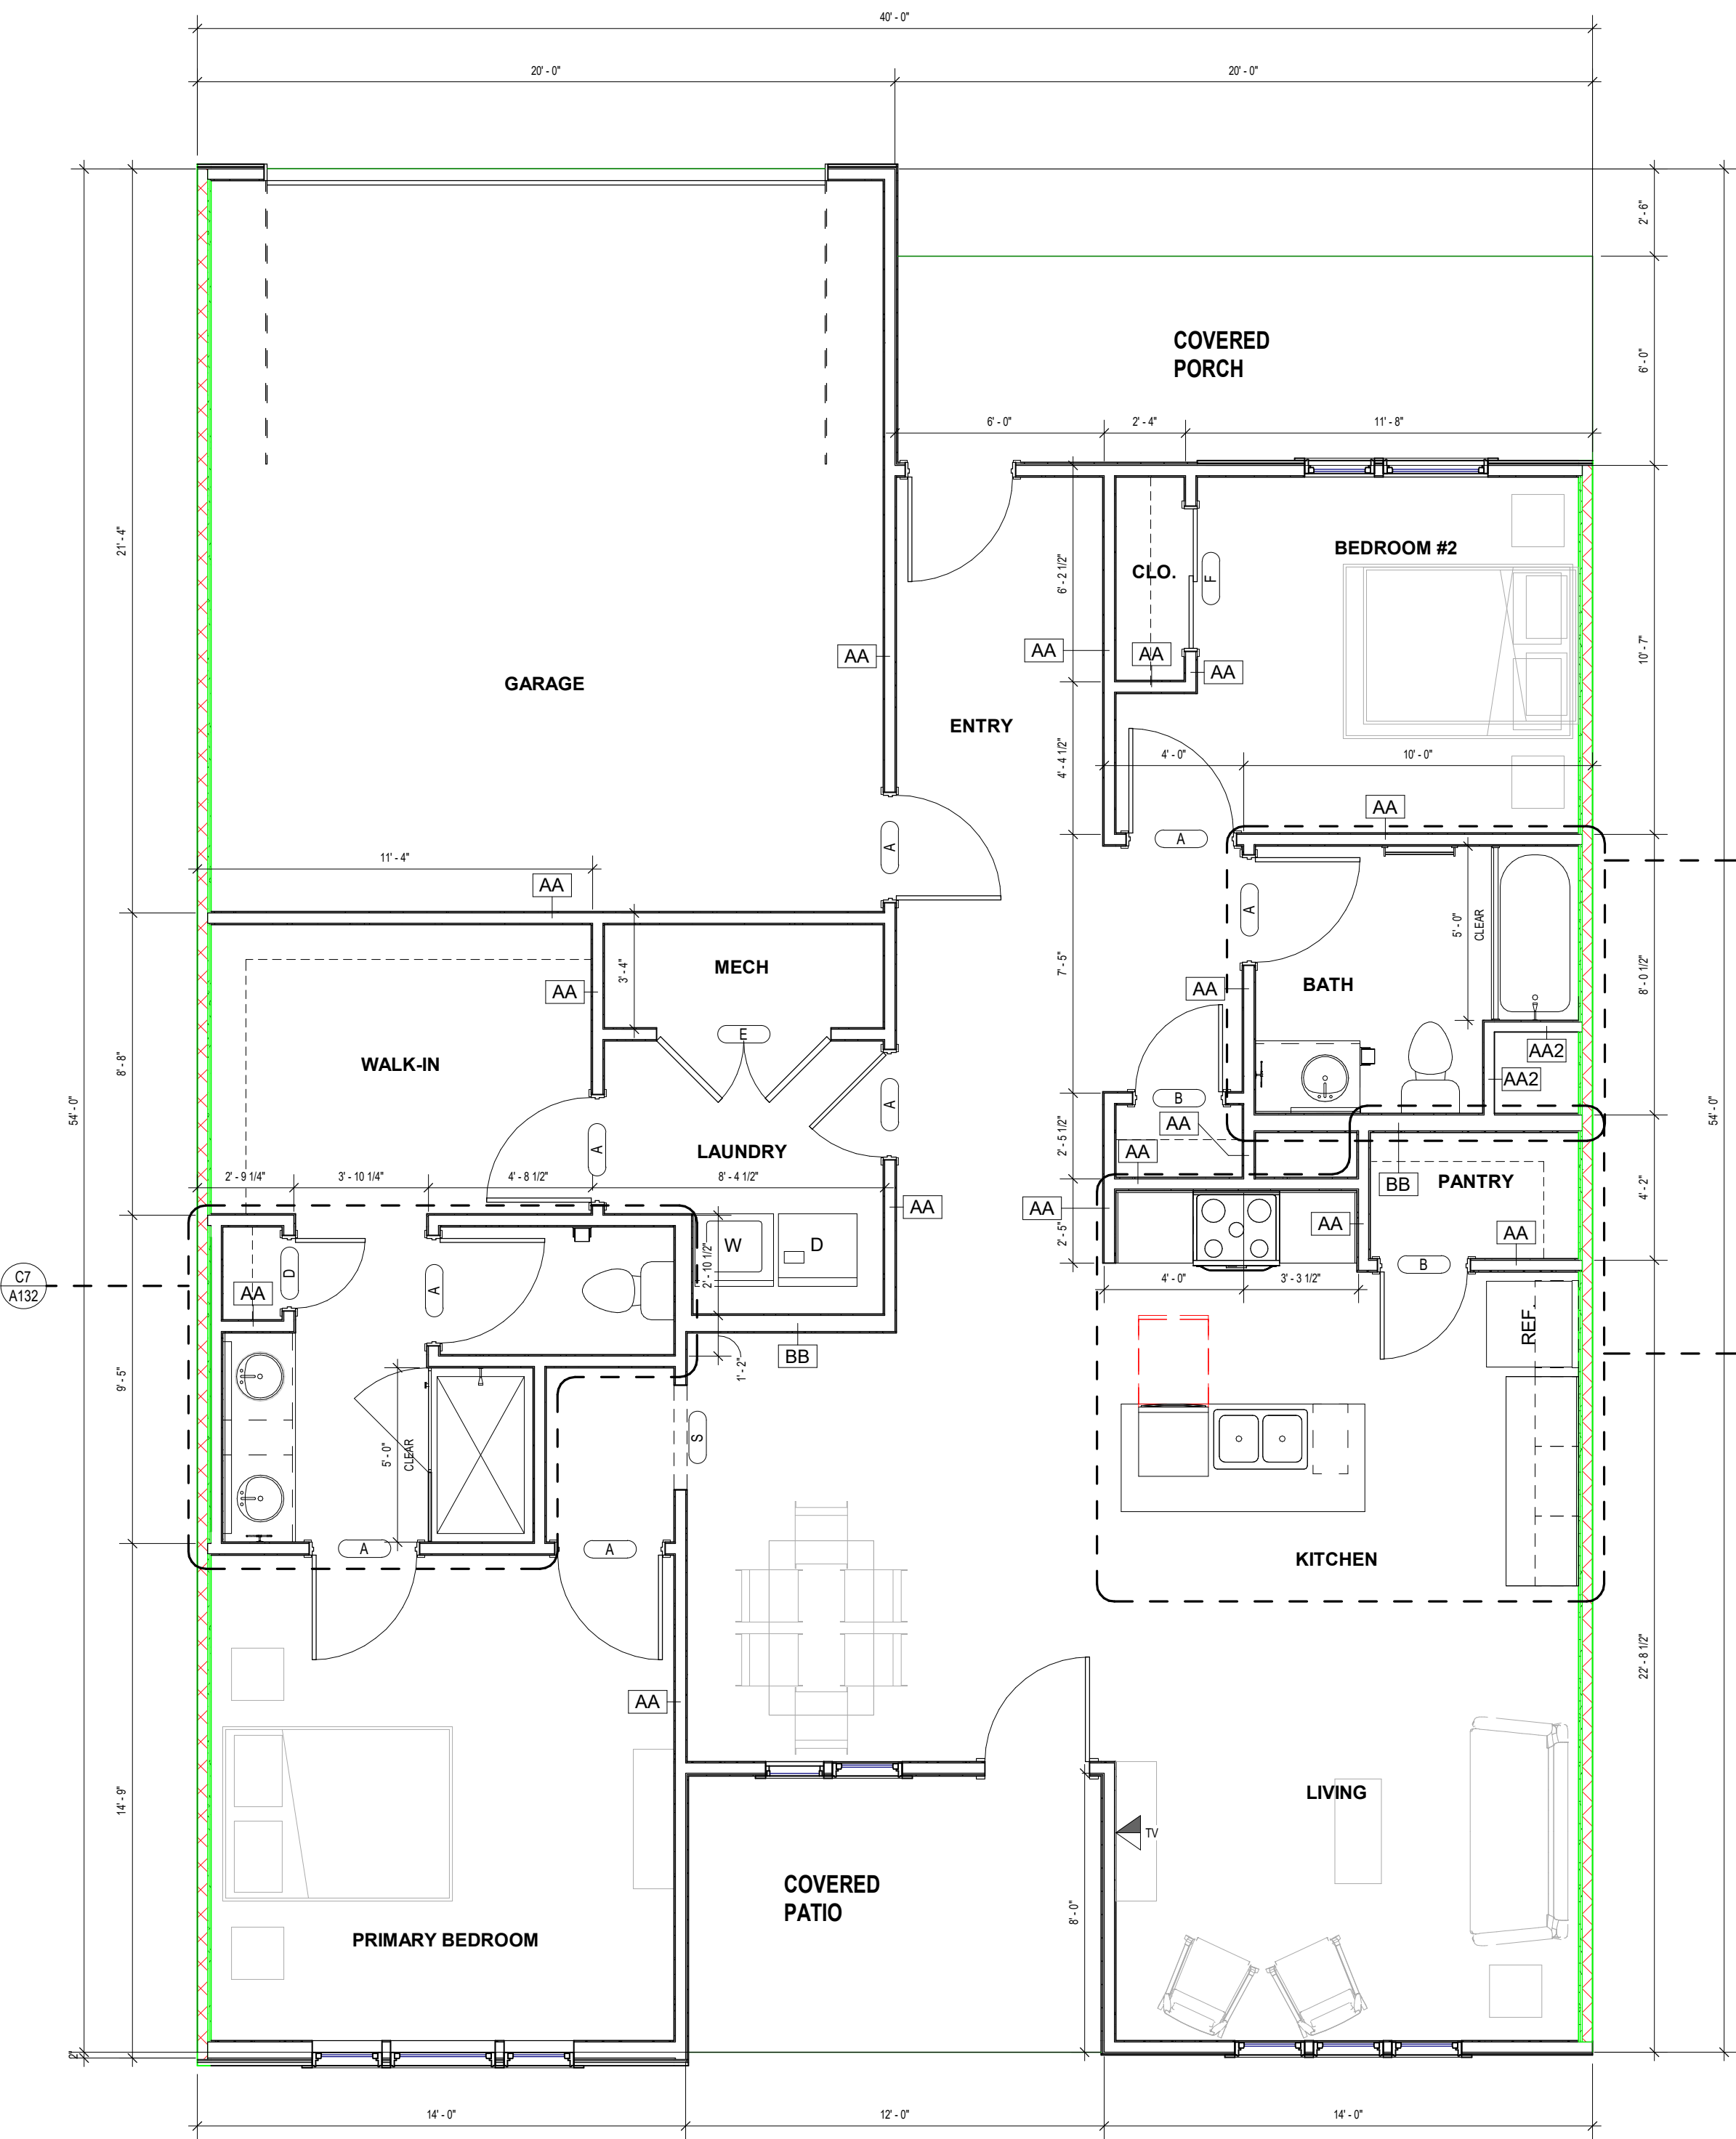 40' - 0"
20' - 0"
20' - 0"
2' - 6"
COVERED
PORCH
6' - 0"
6' - 0"
2' - 4"
11' - 8"
21' - 4"
BEDROOM #2
CLO.
F
6' - 2 1/2"
10' - 7"
AA
AA
AA
AA
GARAGE
ENTRY
4' - 4 1/2"
4' - 0"
10' - 0"
AA
A
A
11' - 4"
AA
A
5' - 0"
CLEAR
MECH
3' - 4"
7' - 5"
8' - 0 1/2"
AA
AA
BATH
E
WALK-IN
8' - 8"
AA2
AA2
54' - 0"
54' - 0"
A
B
AA
A
LAUNDRY
AA
2' - 5 1/2"
2' - 9 1/4"
3' - 10 1/4"
4' - 8 1/2"
8' - 4 1/2"
BB
PANTRY
4' - 2"
AA
AA
AA
AA
2' - 5"
W
D
2' - 10 1/2"
D
A
AA
B
C7
A132
4' - 0"
3' - 3 1/2"
REF.
BB
1' - 2"
9' - 5"
S
5' - 0"
CLEAR
A
A
KITCHEN
22' - 8 1/2"
AA
14' - 9"
LIVING
TV
COVERED
PATIO
8' - 0"
PRIMARY BEDROOM
2"
14' - 0"
12' - 0"
14' - 0"